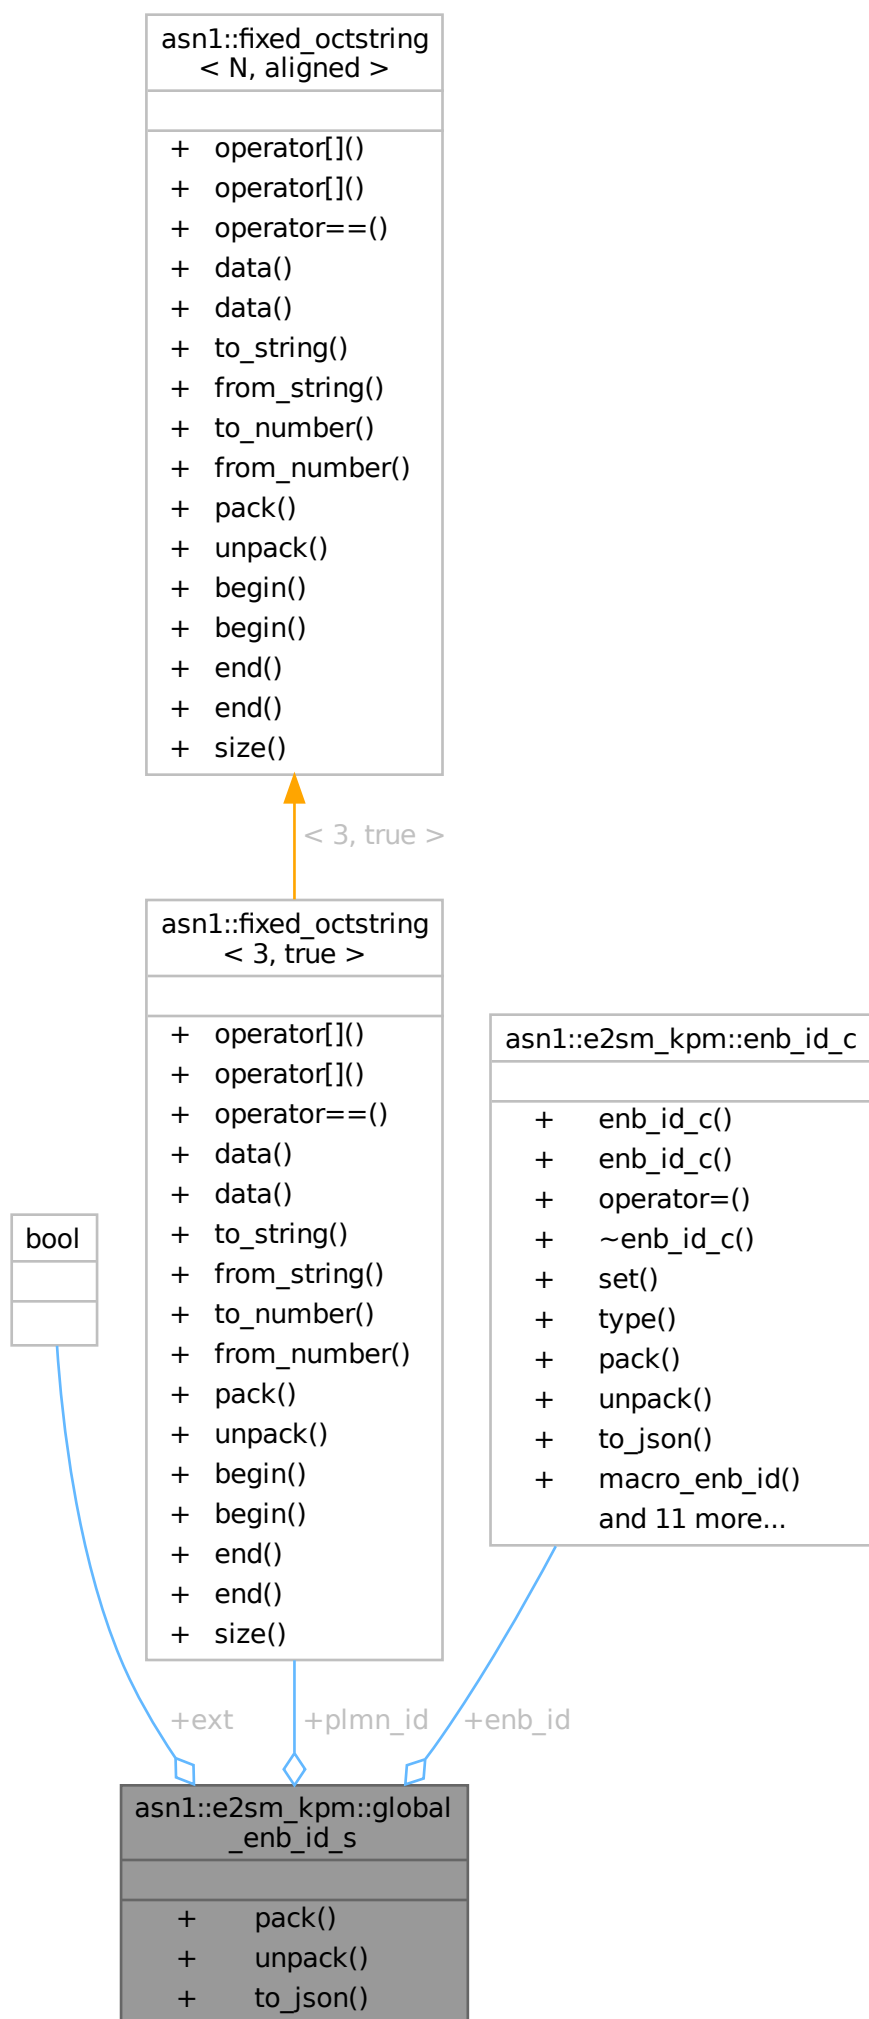 asn1::fixed_octstring
< N, aligned >
+ operator[]()
+ operator[]()
+ operator==()
+ data()
+ data()
+ to_string()
+ from_string()
+ to_number()
+ from_number()
+ pack()
+ unpack()
+ begin()
+ begin()
+ end()
+ end()
+ size()
< 3, true >
asn1::fixed_octstring
< 3, true >
+ operator[]()
+ operator[]()
+ operator==()
+ data()
+ data()
+ to_string()
+ from_string()
+ to_number()
+ from_number()
+ pack()
+ unpack()
+ begin()
+ begin()
+ end()
+ end()
+ size()
asn1::e2sm_kpm::enb_id_c
+ enb_id_c()
+ enb_id_c()
+ operator=()
+ ~enb_id_c()
+ set()
+ type()
+ pack()
+ unpack()
+ to_json()
+ macro_enb_id()
and 11 more...
bool
+ext
+plmn_id
+enb_id
asn1::e2sm_kpm::global
_enb_id_s
+ pack()
+ unpack()
+ to_json()